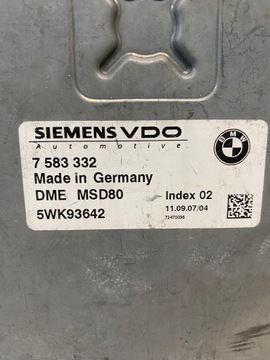 SIEMENS VDO
Automotive
BMW
7 583 332
Made in Germany
DME MSD80 Index 02
5WK93642 11.09.07/04
72470036